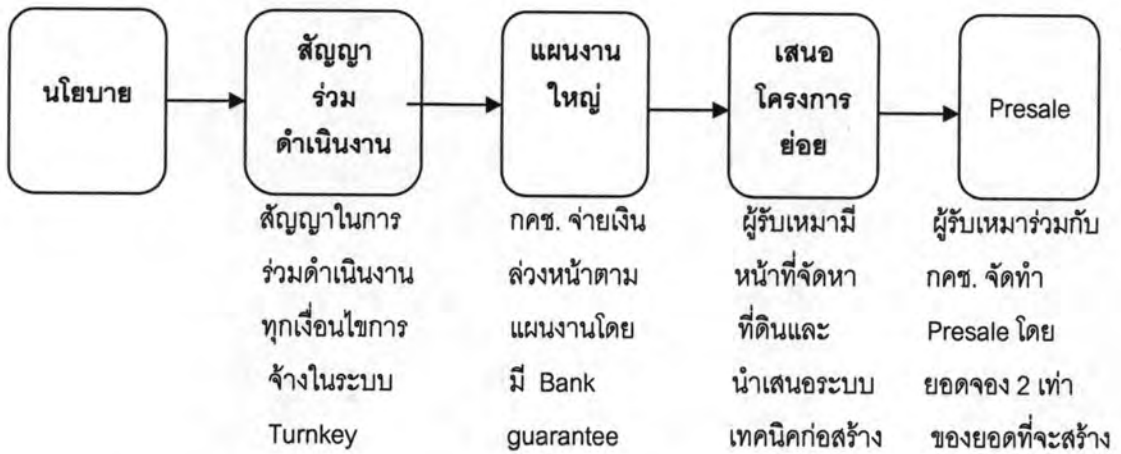 นโยบาย
สัญญา
ร่วม
ดำเนินงาน
แผนงาน
ใหญ่
เสนอ
โครงการ
ย่อย
Presale
สัญญาในการ
ร่วมดำเนินงาน
ทุกเงื่อนไขการ
จ้างในระบบ
Turnkey
กคช. จ่ายเงิน
ล่วงหน้าตาม
แผนงานโดย
มี Bank
guarantee
ผู้รับเหมามี
หน้าที่จัดหา
ที่ดินและ
นำเสนอระบบ
เทคนิคก่อสร้าง
ผู้รับเหมาร่วมกับ
กคช. จัดทำ
Presale โดย
ยอดจอง 2 เท่า
ของยอดที่จะสร้าง